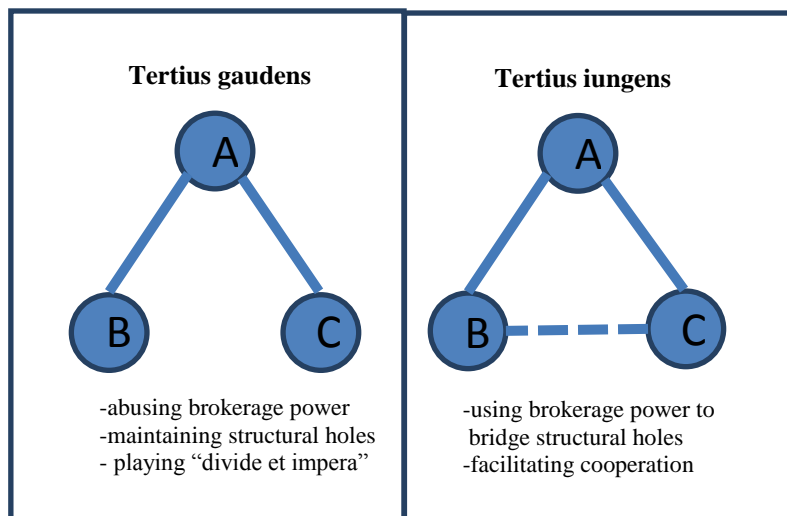 Tertius gaudens
A
B
C
-abusing brokerage power
-maintaining structural holes
- playing “divide et impera”
Tertius iungens
A
B
C
-using brokerage power to
bridge structural holes
-facilitating cooperation